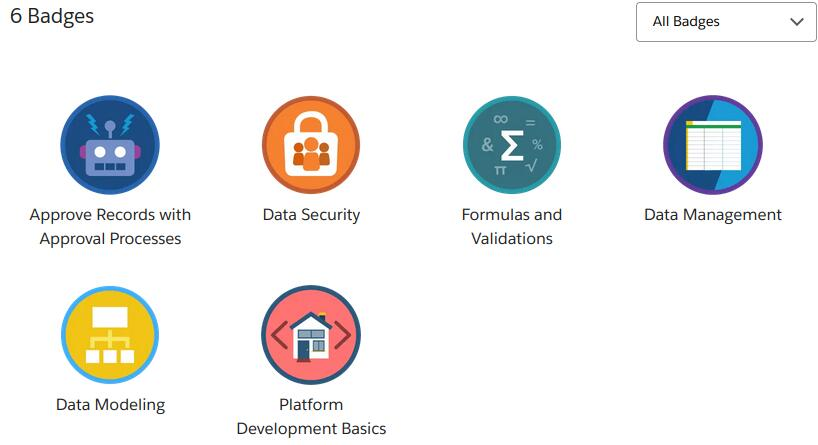 6 Badges
All Badges
∞ =
& Σ %
π √
Approve Records with
Approval Processes
Data Security
Formulas and
Validations
Data Management
Data Modeling
< >
Platform
Development Basics